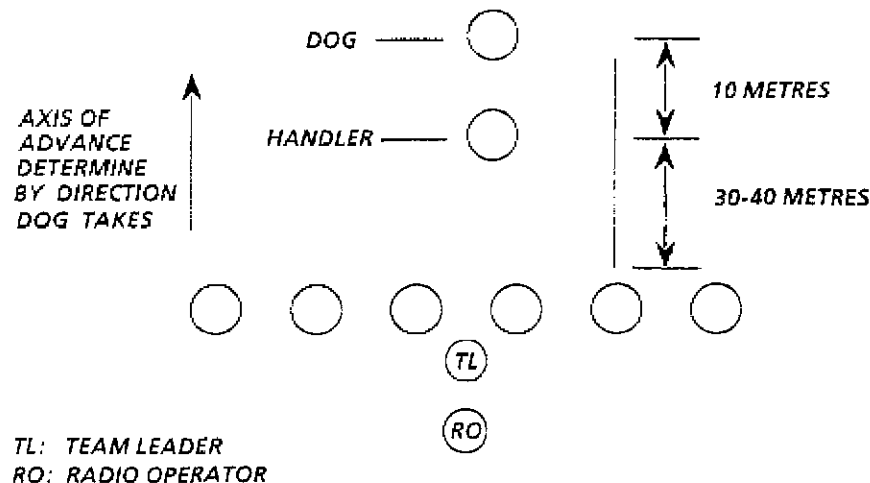 DOG
10 METRES
AXIS OF
ADVANCE
DETERMINE
BY DIRECTION
DOG TAKES
HANDLER
30-40 METRES
TL
RO
TL: TEAM LEADER
RO: RADIO OPERATOR